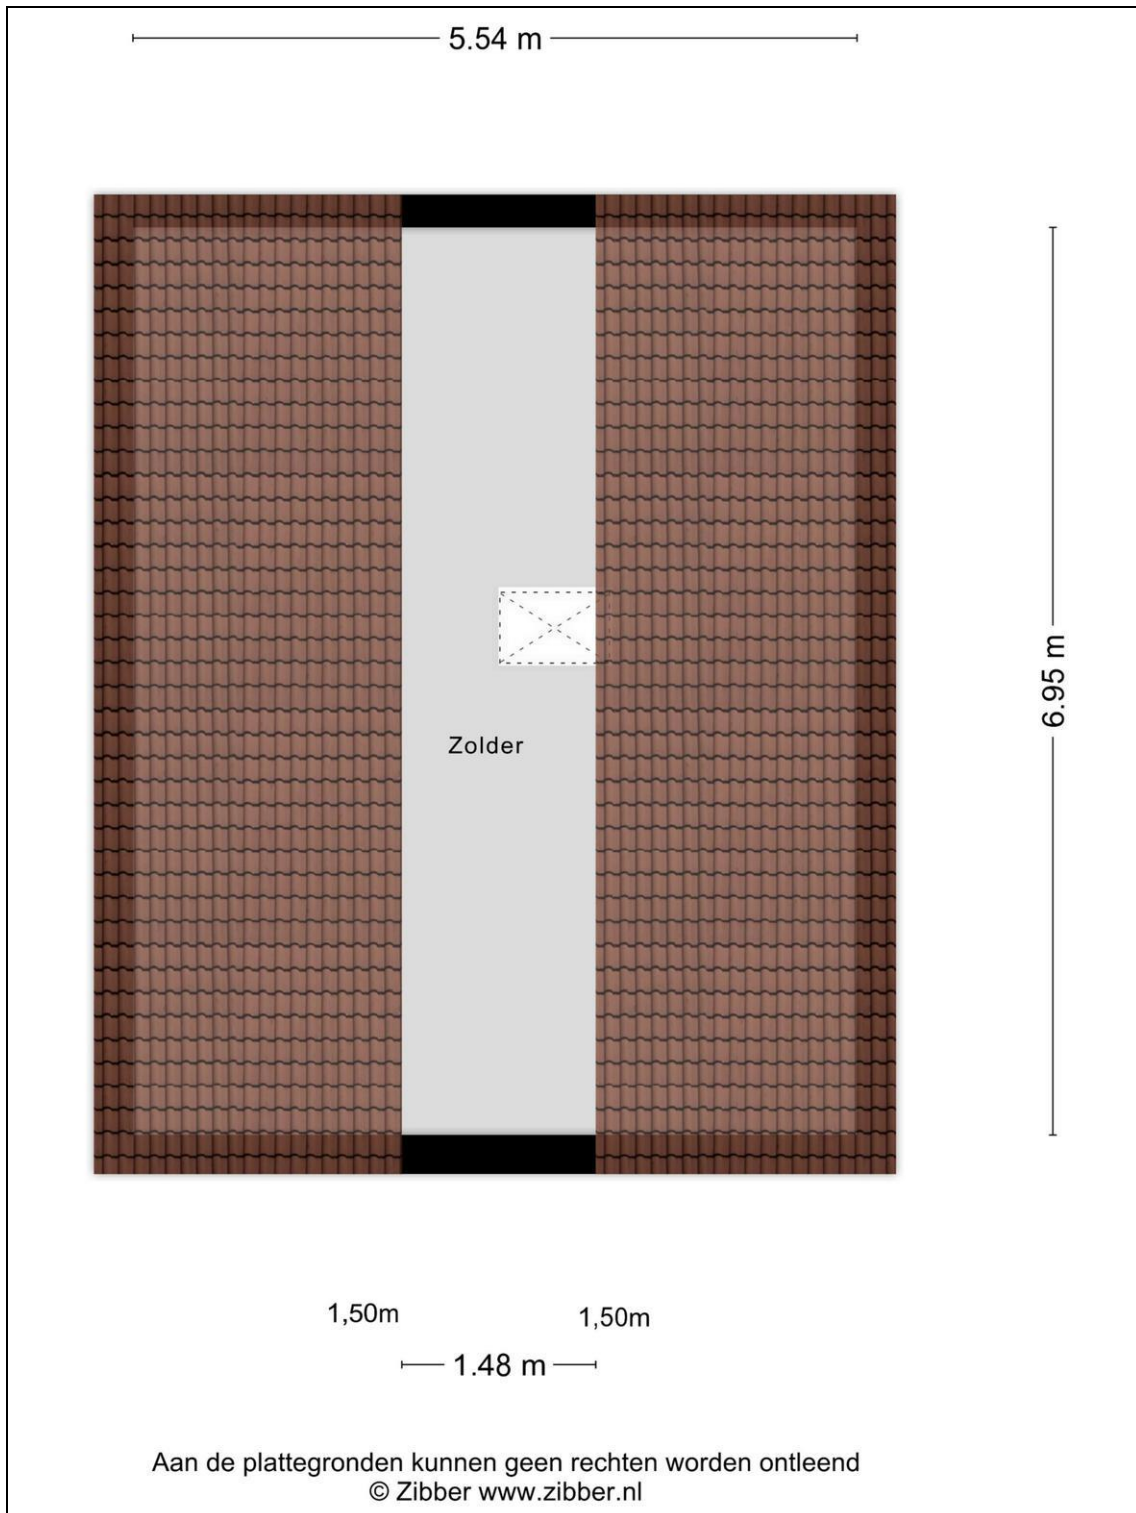 5.54 m
6.95 m
Zolder
1,50m
1,50m
1.48 m
Aan de plattegronden kunnen geen rechten worden ontleend
© Zibber www.zibber.nl